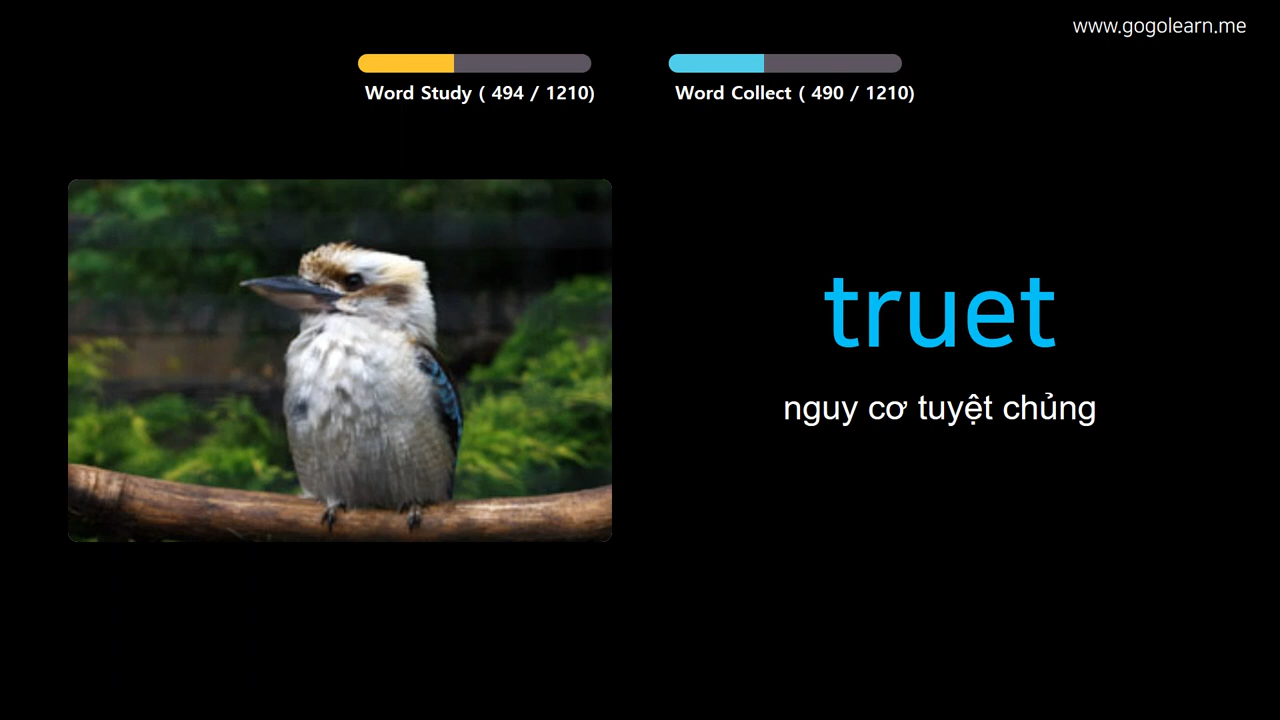 www.gogolearn.me
Word Study ( 494 / 1210)
Word Collect ( 490 / 1210)
truet
nguy cơ tuyệt chủng